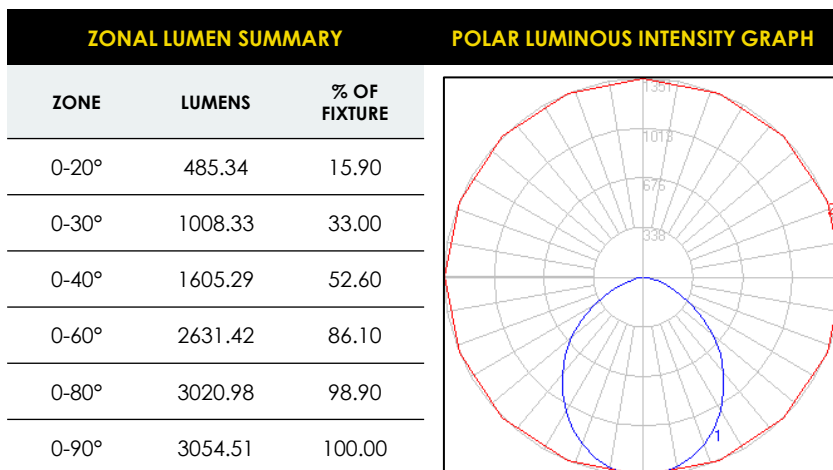 ZONAL LUMEN SUMMARY
ZONE LUMENS % OF FIXTURE
0-20° 485.34 15.90
0-30° 1008.33 33.00
0-40° 1605.29 52.60
0-60° 2631.42 86.10
0-80° 3020.98 98.90
0-90° 3054.51 100.00
POLAR LUMINOUS INTENSITY GRAPH
1351
1013
675
338
2
1